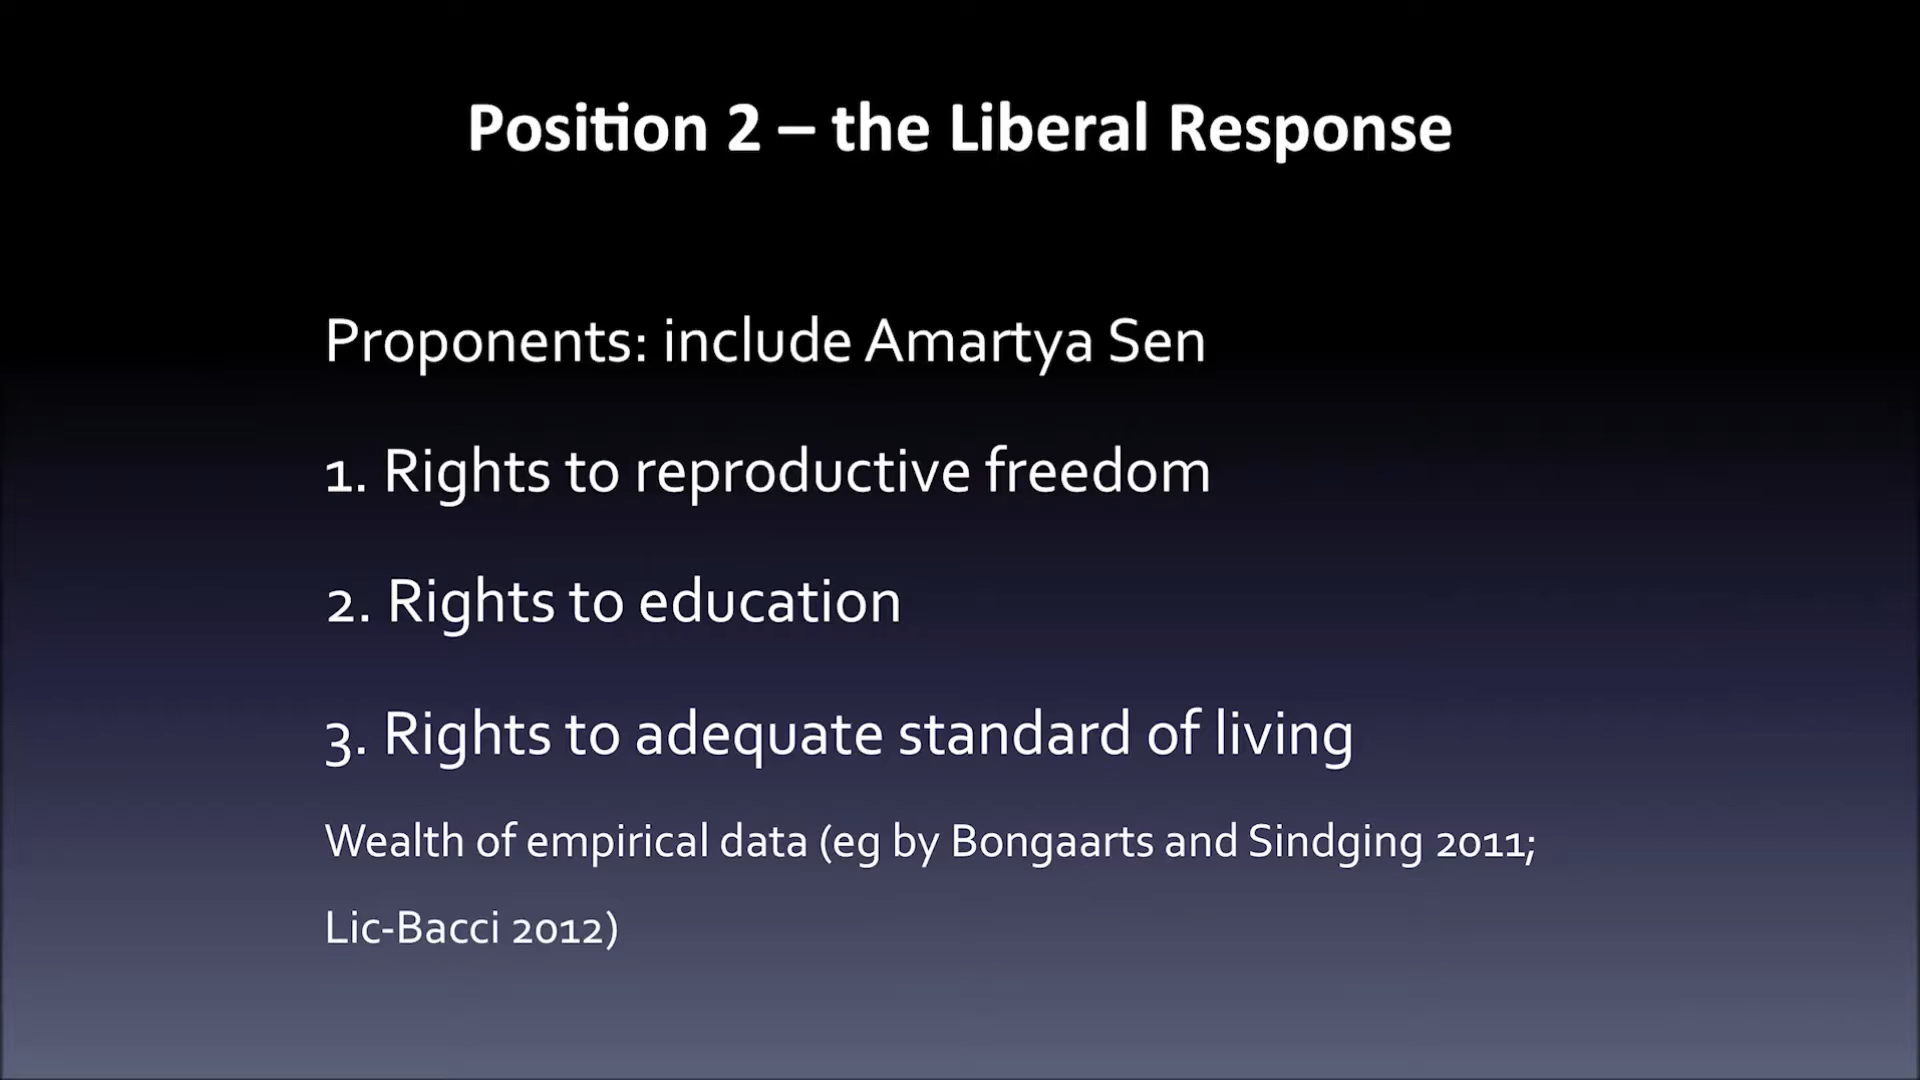 Position 2 – the Liberal Response
Proponents: include Amartya Sen
1. Rights to reproductive freedom
2. Rights to education
3. Rights to adequate standard of living
Wealth of empirical data (eg by Bongaarts and Sindging 2011;
Lic-Bacci 2012)